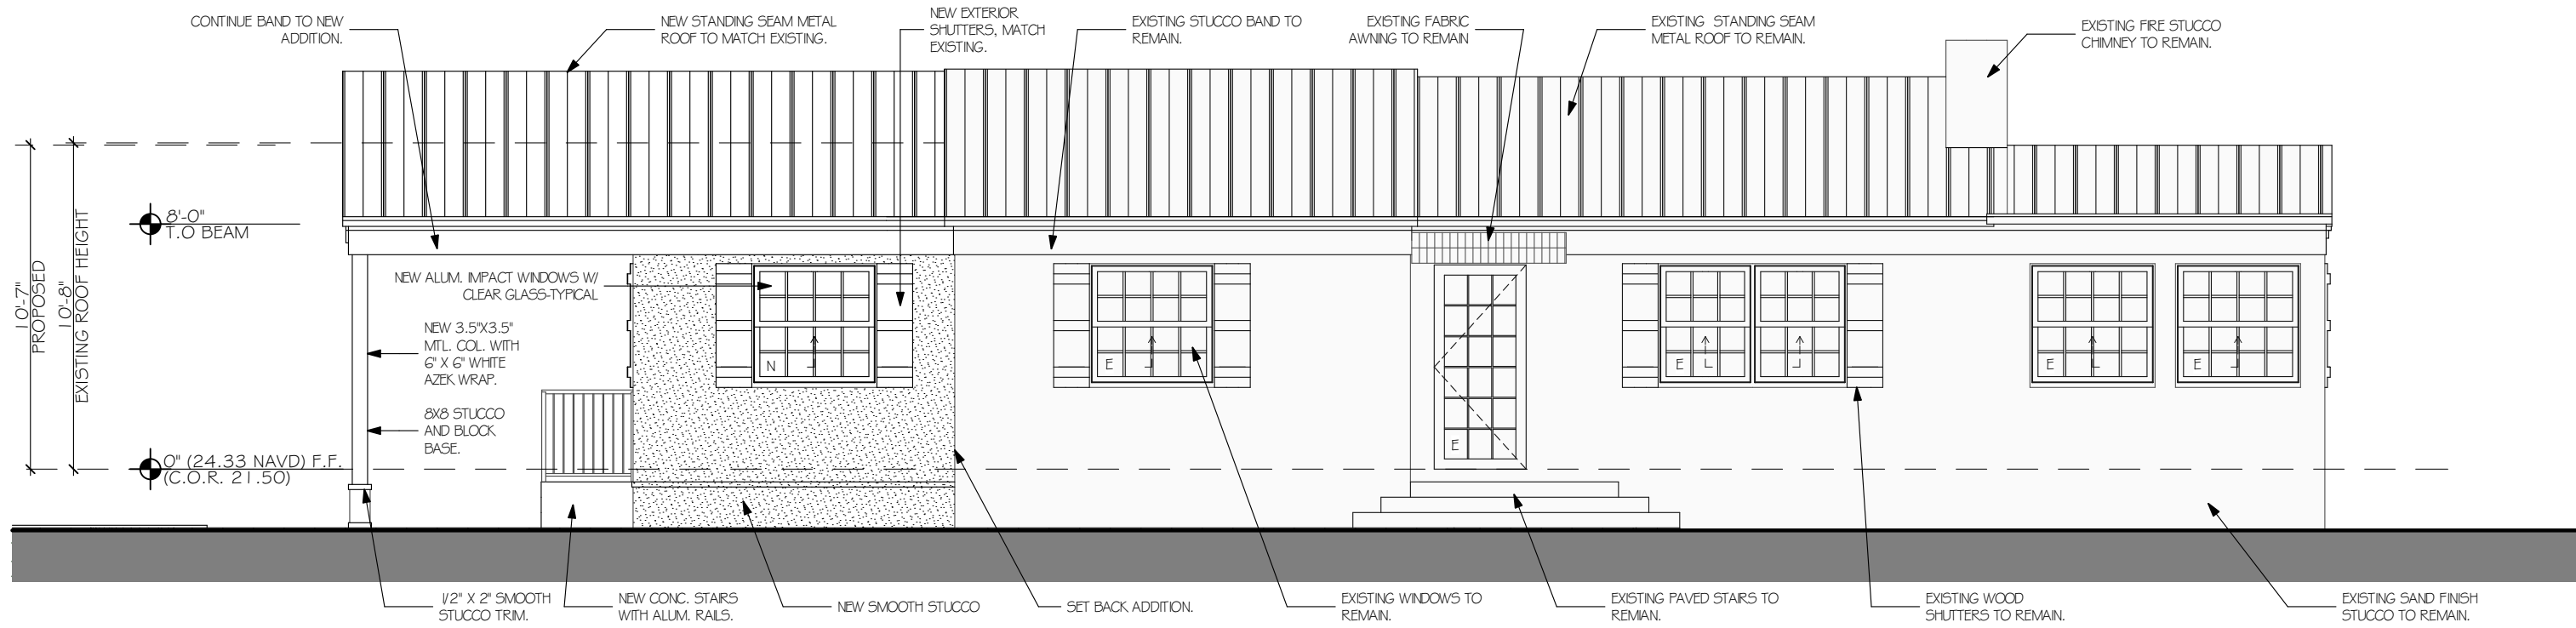 CONTINUE BAND TO NEW
ADDITION.
NEW STANDING SEAM METAL
ROOF TO MATCH EXISTING.
NEW EXTERIOR
SHUTTERS, MATCH
EXISTING.
EXISTING STUCCO BAND TO
REMAIN.
EXISTING FABRIC
AWNING TO REMAIN
EXISTING STANDING SEAM
METAL ROOF TO REMAIN.
EXISTING FIRE STUCCO
CHIMNEY TO REMAIN.
10'-7"
PROPOSED
10'-8"
EXISTING ROOF HEIGHT
8'-0"
T.O BEAM
NEW ALUM. IMPACT WINDOWS W/
CLEAR GLASS-TYPICAL
NEW 3.5"X3.5"
MTL. COL. WITH
6" X 6" WHITE
AZEK WRAP.
8X8 STUCCO
AND BLOCK
BASE.
N
E
E
E
E
E
0" (24.33 NAVD) F.F.
(C.O.R. 21.50)
1/2" X 2" SMOOTH
STUCCO TRIM.
NEW CONC. STAIRS
WITH ALUM. RAILS.
NEW SMOOTH STUCCO
SET BACK ADDITION.
EXISTING WINDOWS TO
REMAIN.
EXISTING PAVED STAIRS TO
REMIAN.
EXISTING WOOD
SHUTTERS TO REMAIN.
EXISTING SAND FINISH
STUCCO TO REMAIN.